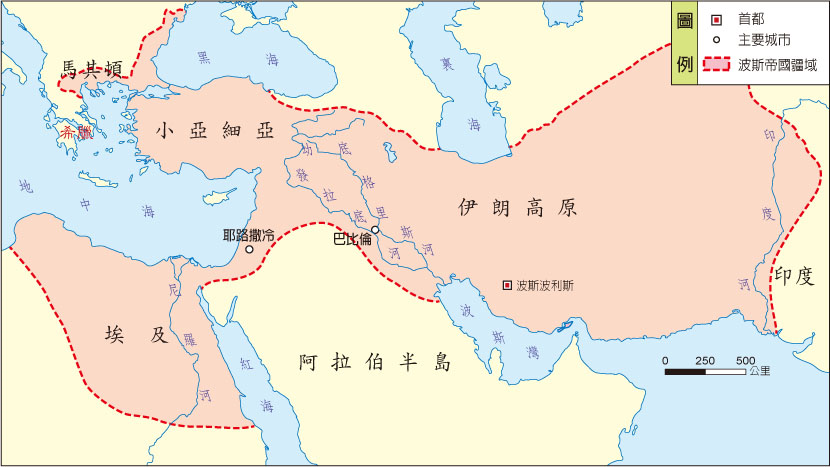 圖例
首都
主要城市
波斯帝國疆域
馬其頓
黑海
裏海
希臘
小亞細亞
幼發拉底河
底格里斯河
伊朗高原
印度河
地中海
耶路撒冷
巴比倫
波斯波利斯
印度
尼羅河
埃及
紅海
波斯灣
阿拉伯半島
0 250 500
公里